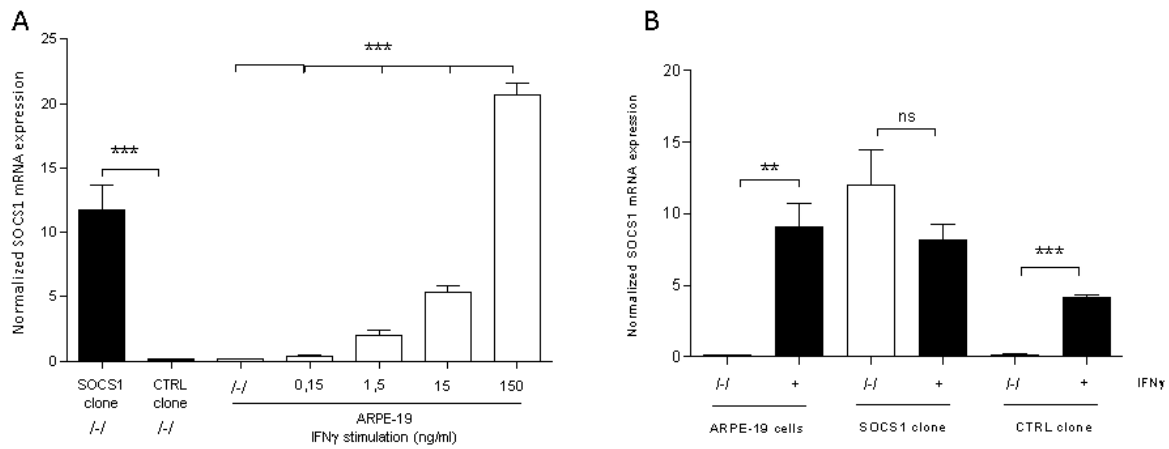 A
Normalized SOCS1 mRNA expression
25
20
15
10
5
0
***
***
SOCS1 clone
/-/
CTRL clone
/-/
/-/
0,15
1,5
15
150
ARPE-19
IFNγ stimulation (ng/ml)
B
Normalized SOCS1 mRNA expression
20
15
10
5
0
**
ns
***
/-/ + /-/ + /-/ + IFNγ
ARPE-19 cells SOCS1 clone CTRL clone